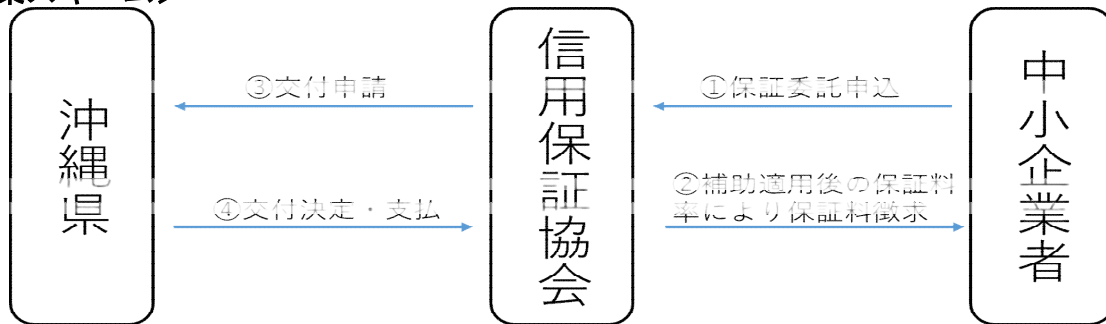 沖縄県
③交付申請
④交付決定・支払
信用保証協会
①保証委託申込
②補助適用後の保証料
率により保証料徴求
中小企業者